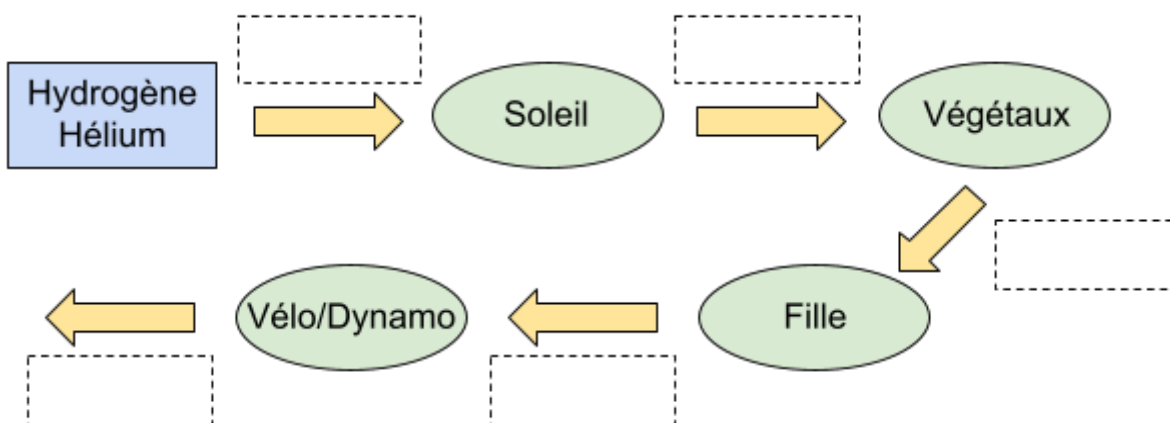 Hydrogène
Hélium
Soleil
Végétaux
Vélo/Dynamo
Fille